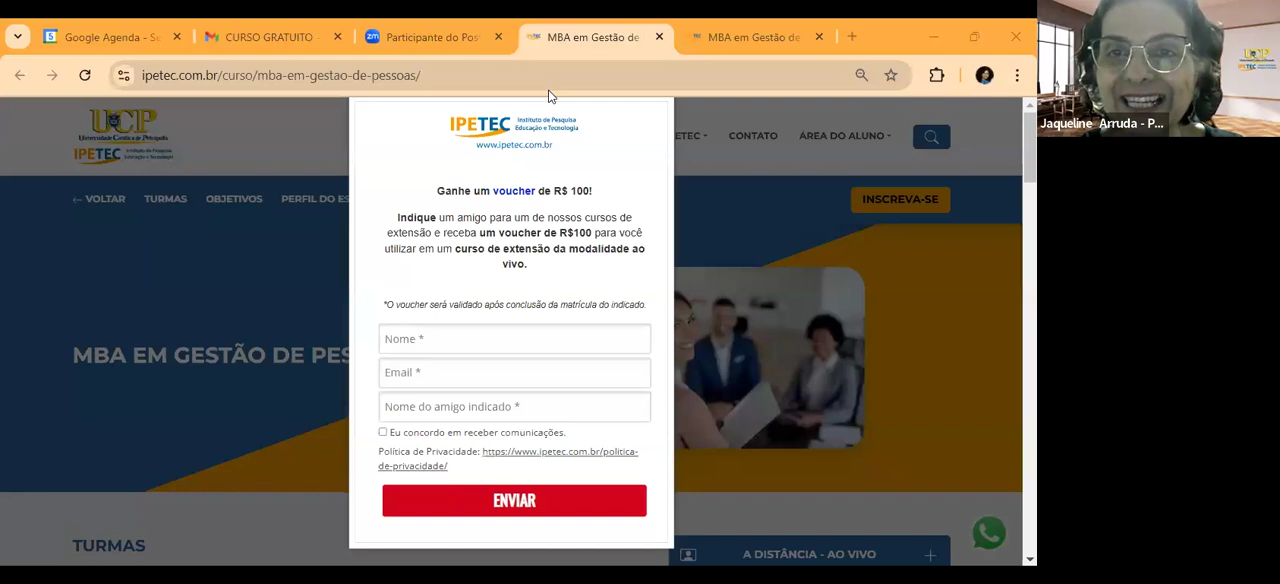 Google Agenda - Se
CURSO GRATUITO
zm Participante do Pos
MBA em Gestão de
MBA em Gestão de
ipetec.com.br/curso/mba-em-gestao-de-pessoas/
Jaqueline Arruda - P...
UCP
Universidade Católica de Petrópolis
IPETEC
ETEC
CONTATO
ÁREA DO ALUNO
← VOLTAR
TURMAS
OBJETIVOS
PERFIL DO ES
INSCREVA-SE
IPETEC Instituto de Pesquisa
Educação e Tecnologia
www.ipetec.com.br
Ganhe um voucher de R$ 100!
Indique um amigo para um de nossos cursos de
extensão e receba um voucher de R$100 para você
utilizar em um curso de extensão da modalidade ao
vivo.
*O voucher será validado após conclusão da matrícula do indicado.
Nome *
Email *
Nome do amigo indicado *
Eu concordo em receber comunicações.
Política de Privacidade: https://www.ipetec.com.br/politica-
de-privacidade/
ENVIAR
MBA EM GESTÃO DE PES
TURMAS
A DISTÂNCIA - AO VIVO